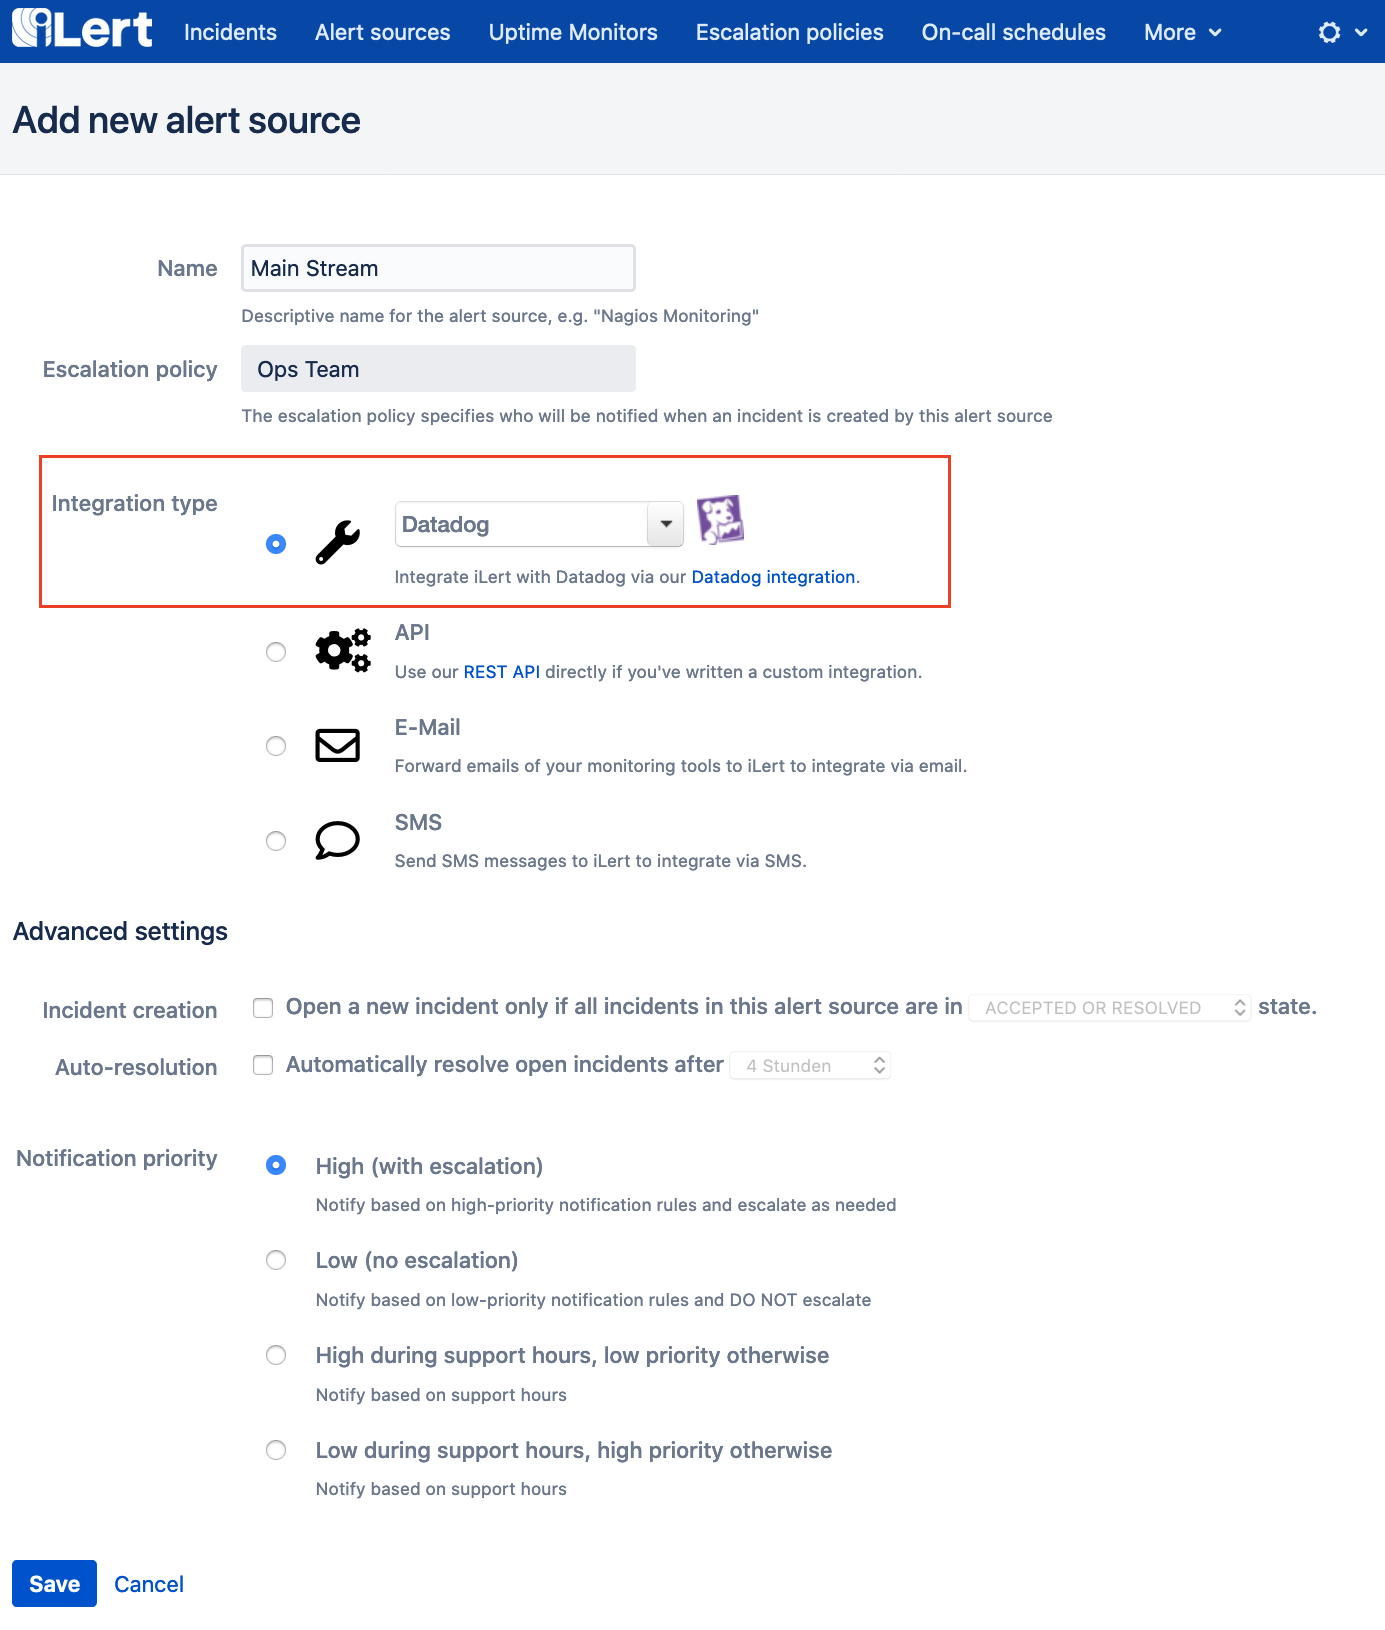 iLert Incidents Alert sources Uptime Monitors Escalation policies On-call schedules More
Add new alert source
Name Main Stream
Descriptive name for the alert source, e.g. "Nagios Monitoring"
Escalation policy Ops Team
The escalation policy specifies who will be notified when an incident is created by this alert source
Integration type
Datadog
Integrate iLert with Datadog via our Datadog integration.
API
Use our REST API directly if you've written a custom integration.
E-Mail
Forward emails of your monitoring tools to iLert to integrate via email.
SMS
Send SMS messages to iLert to integrate via SMS.
Advanced settings
Incident creation Open a new incident only if all incidents in this alert source are in ACCEPTED OR RESOLVED state.
Auto-resolution Automatically resolve open incidents after 4 Stunden
Notification priority High (with escalation)
Notify based on high-priority notification rules and escalate as needed
Low (no escalation)
Notify based on low-priority notification rules and DO NOT escalate
High during support hours, low priority otherwise
Notify based on support hours
Low during support hours, high priority otherwise
Notify based on support hours
Save Cancel